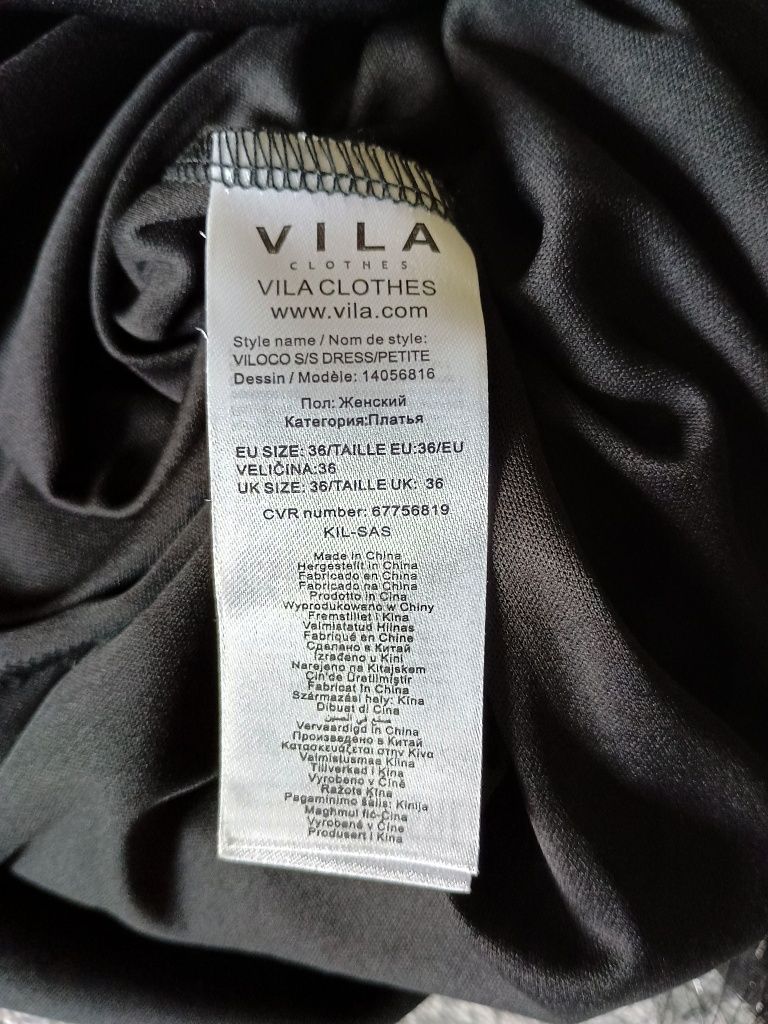 VILA
CLOTHES
VILA CLOTHES
www.vila.com
Style name / Nom de style:
VILOCO S/S DRESS/PETITE
Dessin / Modèle: 14056816
Пол: Женский
Категория:Платья
EU SIZE: 36/TAILLE EU:36/EU
VELIČINA:36
UK SIZE: 36/TAILLE UK: 36
CVR number: 67756819
KIL-SAS
Made in China
Hergestellt in China
Fabricado en China
Fabricado na China
Prodotto in Cina
Wyprodukowano w Chiny
Fremstillet i Kina
Valmistatud Hiinas
Fabriqué en Chine
Сделано в Китай
Izrađeno u Kini
Narejeno na Kitajskem
Çin'de Üretilmiştir
Fabricat în China
Származási hely: Kína
Dibuat di Cina
صنع في الصين
Vervaardigd in China
Произведено в Китай
Κατασκευάζεται στην Κίνα
Valmistusmaa Kiina
Tillverkad i Kina
Vyrobeno v Číně
Ražots Ķīna
Pagaminimo šalis: Kinija
Maghmul fiċ-Ċina
Vyrobené v Číne
Produsert i Kina